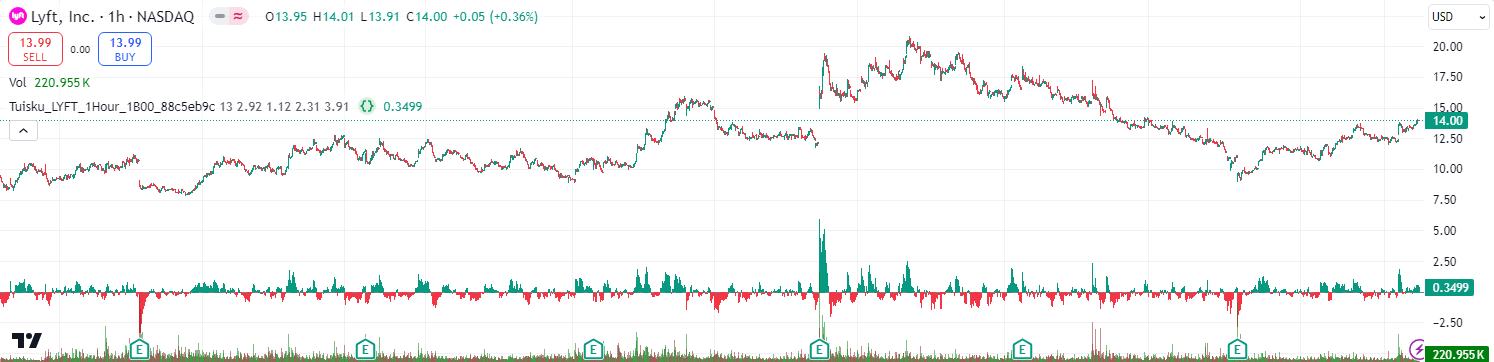 Lyft, Inc. · 1h · NASDAQ O13.95 H14.01 L13.91 C14.00 +0.05 (+0.36%)
USD
13.99 SELL 0.00 13.99 BUY
Vol 220.955 K
Tuisku_LYFT_1Hour_1B00_88c5eb9c 13 2.92 1.12 2.31 3.91 {} 0.3499
20.00
17.50
15.00
14.00
12.50
10.00
7.50
5.00
2.50
0.3499
−2.50
220.955 K
E E E E E E